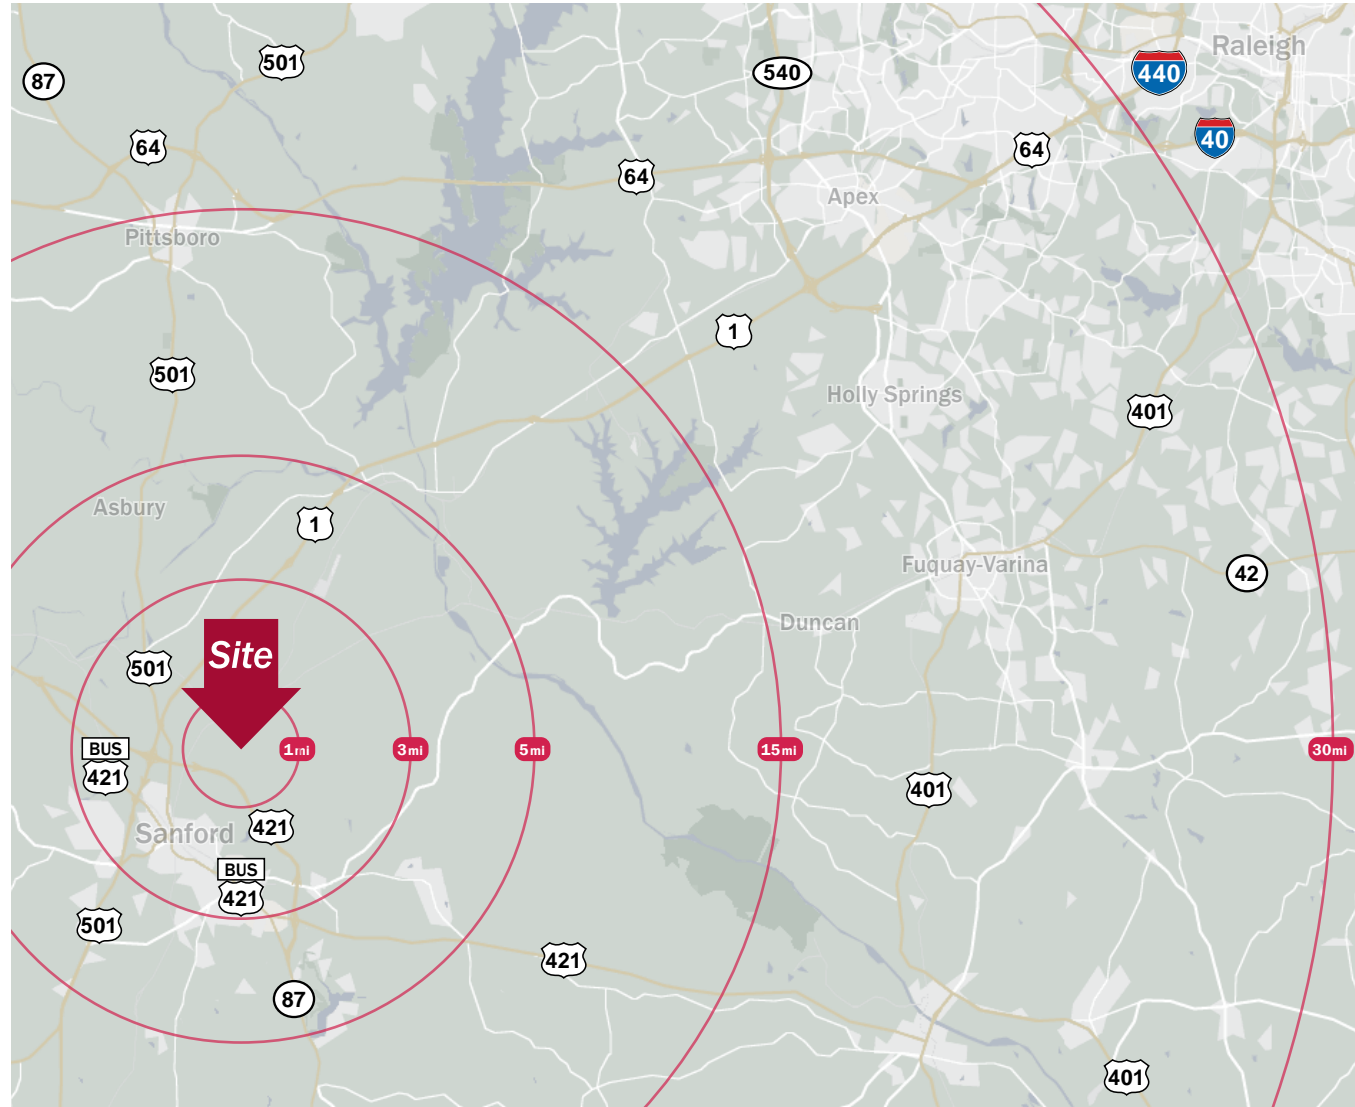 Raleigh
501
540
440
87
40
64
64
64
Apex
Pittsboro
1
501
Holly Springs
401
Asbury
1
Fuquay-Varina
42
Duncan
Site
501
BUS
421
1mi
3mi
5mi
15mi
30mi
401
421
Sanford
BUS
421
501
421
87
401